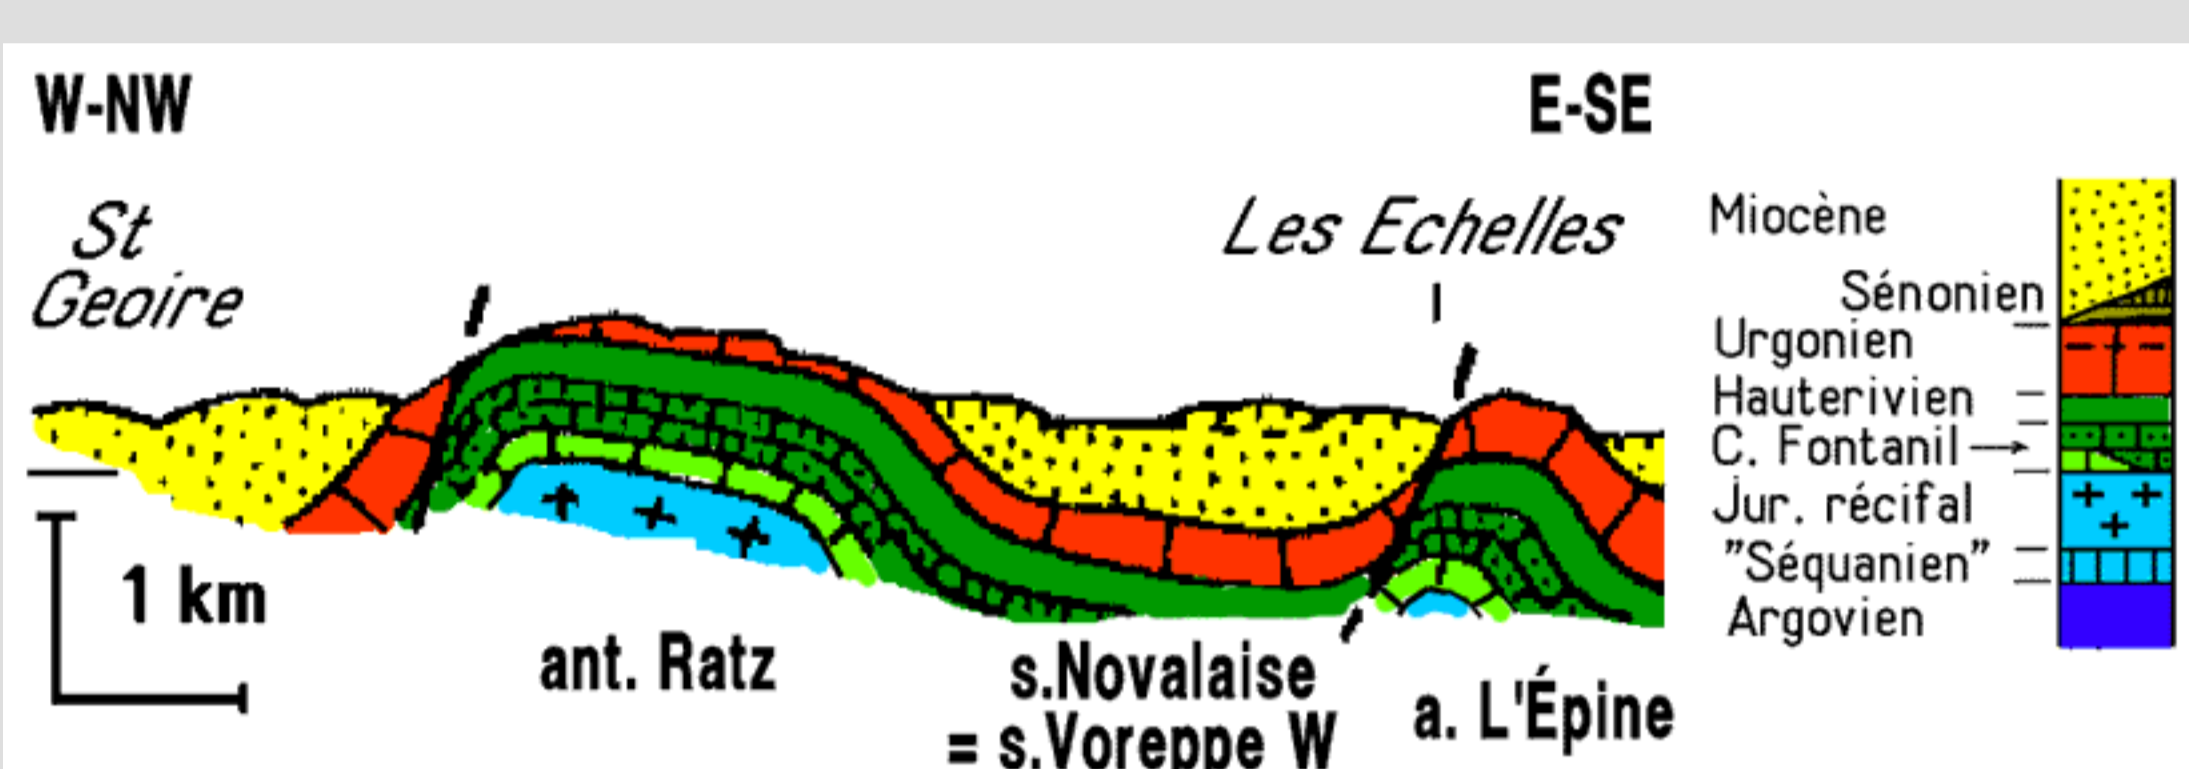 W-NW
E-SE
St
Geoire
Les Echelles
1 km
ant. Ratz
s.Novalaise
= s.Voreppe W
a. L'Épine
Miocène
Sénonien
Urgonien
Hauterivien
C. Fontanil
Jur. récifal
"Séquanien"
Argovien